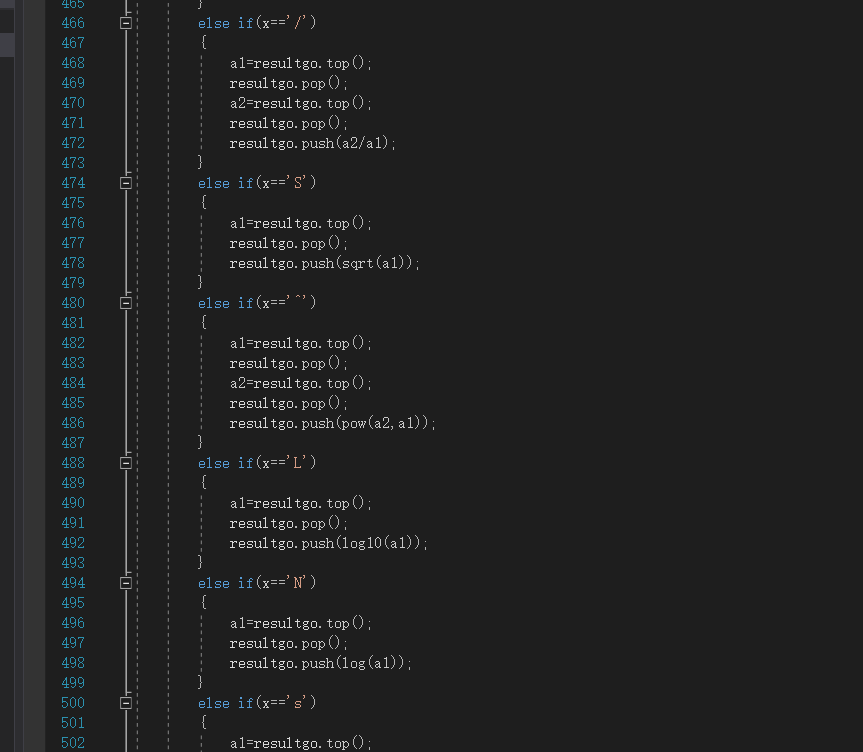 465 }
466 else if(x=='/')
467 {
468 a1=resultgo.top();
469 resultgo.pop();
470 a2=resultgo.top();
471 resultgo.pop();
472 resultgo.push(a2/a1);
473 }
474 else if(x=='S')
475 {
476 a1=resultgo.top();
477 resultgo.pop();
478 resultgo.push(sqrt(a1));
479 }
480 else if(x=='^')
481 {
482 a1=resultgo.top();
483 resultgo.pop();
484 a2=resultgo.top();
485 resultgo.pop();
486 resultgo.push(pow(a2,a1));
487 }
488 else if(x=='L')
489 {
490 a1=resultgo.top();
491 resultgo.pop();
492 resultgo.push(log10(a1));
493 }
494 else if(x=='N')
495 {
496 a1=resultgo.top();
497 resultgo.pop();
498 resultgo.push(log(a1));
499 }
500 else if(x=='s')
501 {
502 a1=resultgo.top();